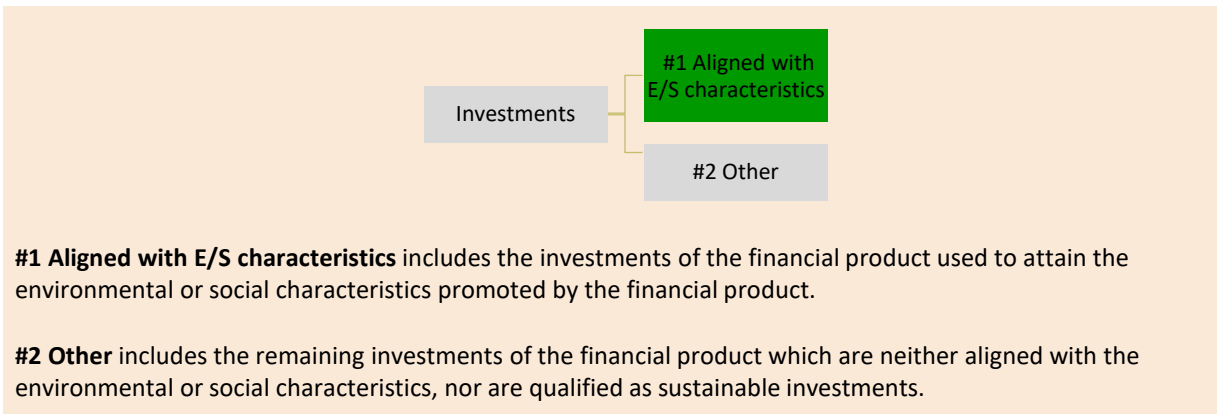 #1 Aligned with
E/S characteristics
Investments
#2 Other
#1 Aligned with E/S characteristics includes the investments of the financial product used to attain the
environmental or social characteristics promoted by the financial product.
#2 Other includes the remaining investments of the financial product which are neither aligned with the
environmental or social characteristics, nor are qualified as sustainable investments.